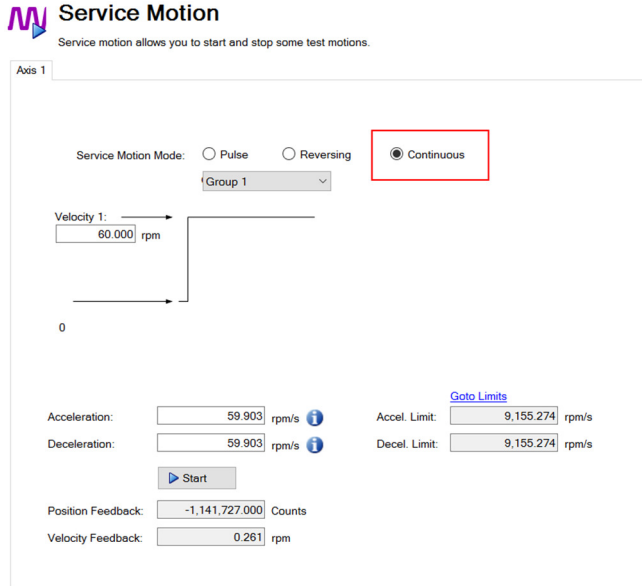 Service Motion
Service motion allows you to start and stop some test motions.
Axis 1
Service Motion Mode: Pulse Reversing Continuous
Group 1
Velocity 1:
60.000 rpm
0
Goto Limits
Acceleration: 59.903 rpm/s Accel. Limit: 9,155.274 rpm/s
Deceleration: 59.903 rpm/s Decel. Limit: 9,155.274 rpm/s
Start
Position Feedback: -1,141,727.000 Counts
Velocity Feedback: 0.261 rpm